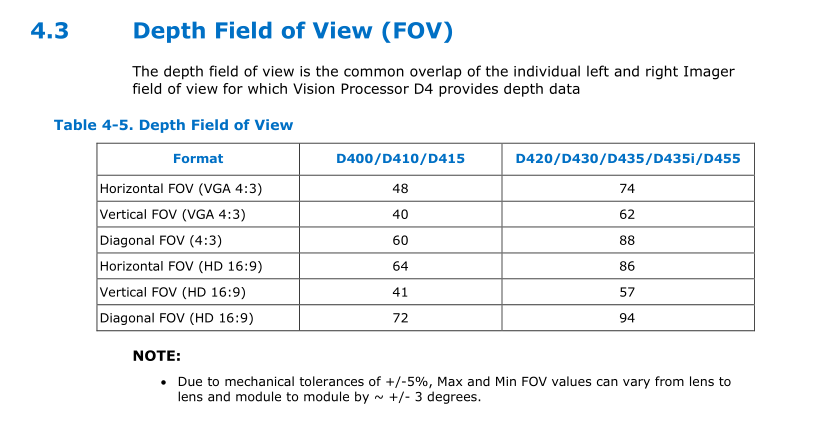 4.3 Depth Field of View (FOV)
The depth field of view is the common overlap of the individual left and right Imager
field of view for which Vision Processor D4 provides depth data
Table 4-5. Depth Field of View
Format D400/D410/D415 D420/D430/D435/D435i/D455
Horizontal FOV (VGA 4:3) 48 74
Vertical FOV (VGA 4:3) 40 62
Diagonal FOV (4:3) 60 88
Horizontal FOV (HD 16:9) 64 86
Vertical FOV (HD 16:9) 41 57
Diagonal FOV (HD 16:9) 72 94
NOTE:
• Due to mechanical tolerances of +/-5%, Max and Min FOV values can vary from lens to
lens and module to module by ~ +/- 3 degrees.